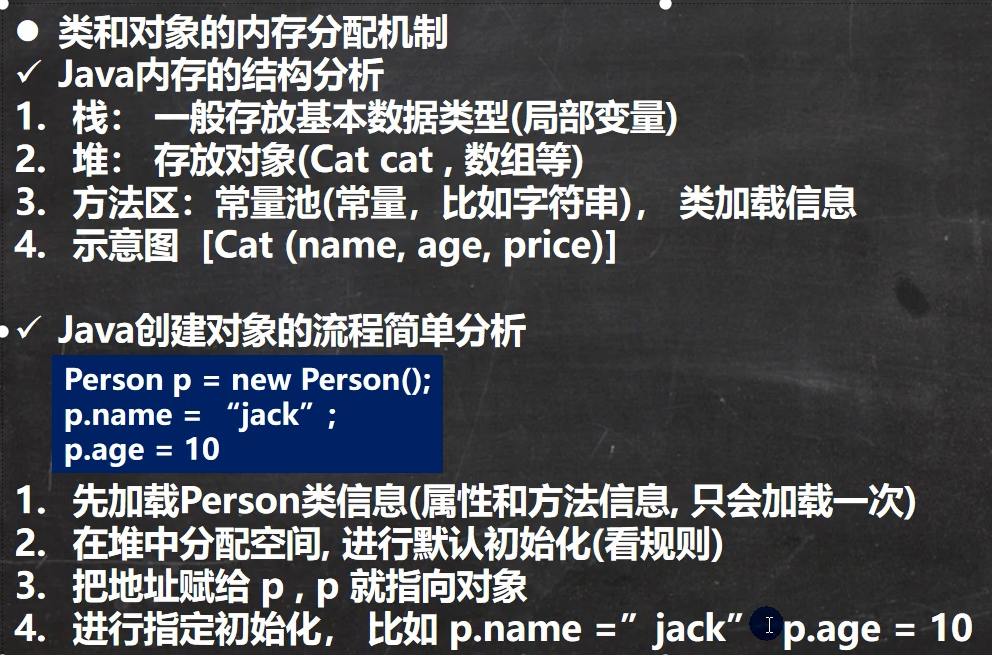 ● 类和对象的内存分配机制
✓ Java内存的结构分析
1. 栈： 一般存放基本数据类型(局部变量)
2. 堆： 存放对象(Cat cat , 数组等)
3. 方法区：常量池(常量，比如字符串)， 类加载信息
4. 示意图 [Cat (name, age, price)]
✓ Java创建对象的流程简单分析
Person p = new Person();
p.name = “jack”;
p.age = 10
1. 先加载Person类信息(属性和方法信息, 只会加载一次)
2. 在堆中分配空间, 进行默认初始化(看规则)
3. 把地址赋给 p , p 就指向对象
4. 进行指定初始化， 比如 p.name =”jack” p.age = 10